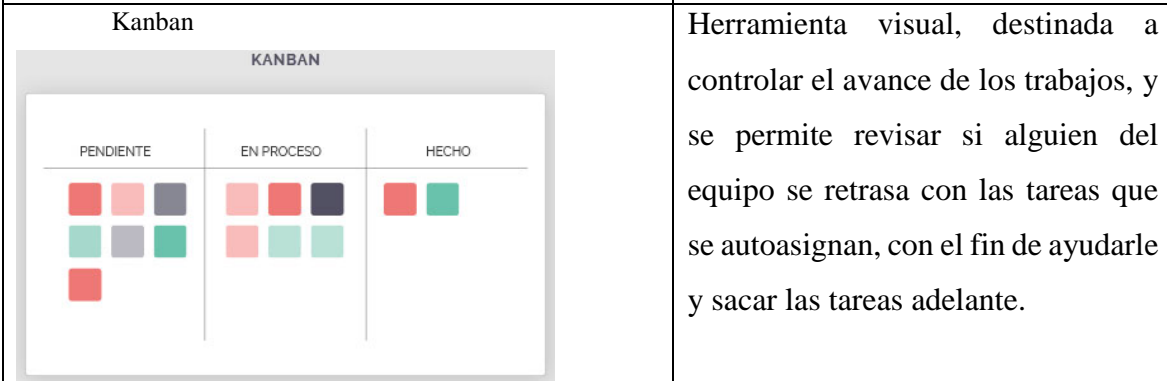 Kanban
KANBAN
PENDIENTE
EN PROCESO
HECHO
Herramienta visual, destinada a
controlar el avance de los trabajos, y
se permite revisar si alguien del
equipo se retrasa con las tareas que
se autoasignan, con el fin de ayudarle
y sacar las tareas adelante.